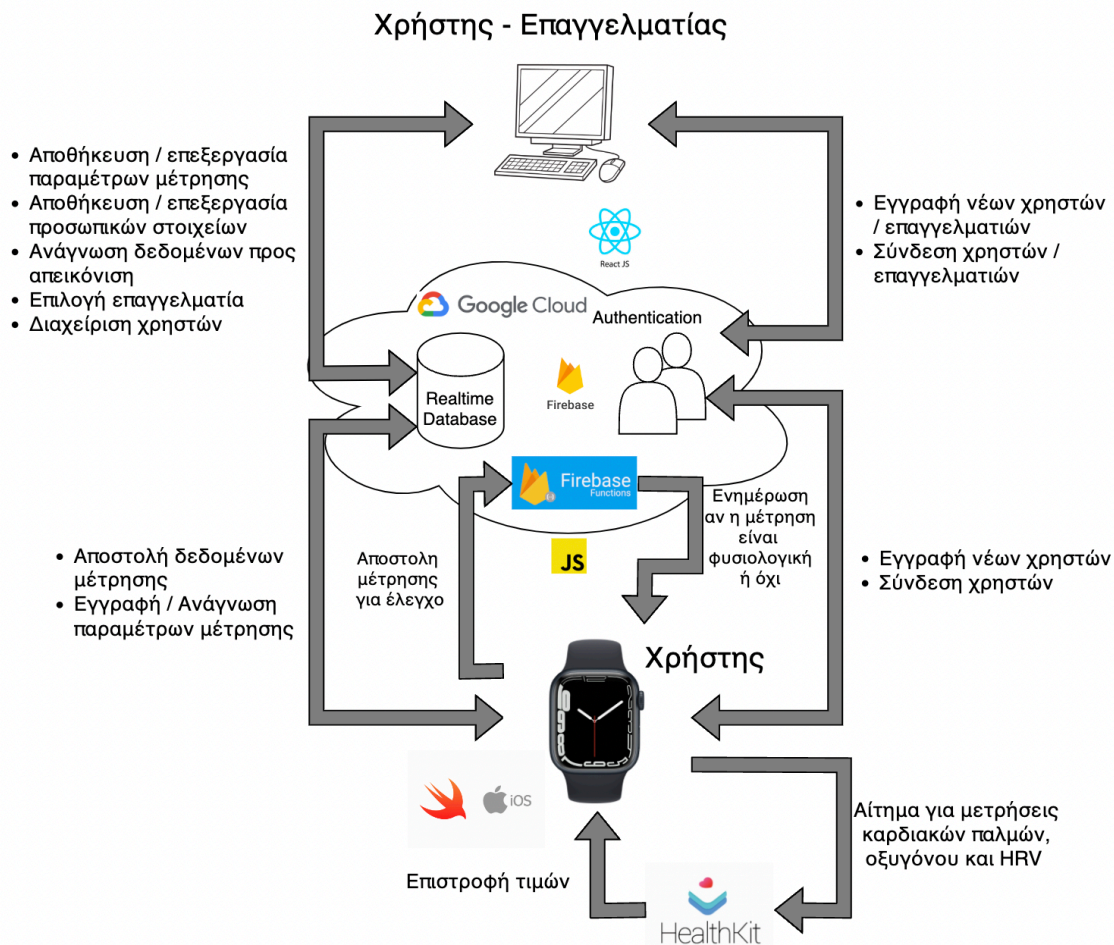 Χρήστης - Επαγγελματίας
• Αποθήκευση / επεξεργασία
παραμέτρων μέτρησης
• Αποθήκευση / επεξεργασία
προσωπικών στοιχείων
• Ανάγνωση δεδομένων προς
απεικόνιση
• Επιλογή επαγγελματία
• Διαχείριση χρηστών
• Εγγραφή νέων χρηστών
/ επαγγελματιών
• Σύνδεση χρηστών /
επαγγελματιών
React JS
Google Cloud
Authentication
Realtime
Database
Firebase
Firebase
Functions
Ενημέρωση
αν η μέτρηση
είναι
φυσιολογική
ή όχι
JS
Αποστολη
μέτρησης
για έλεγχο
• Αποστολή δεδομένων
μέτρησης
• Εγγραφή / Ανάγνωση
παραμέτρων μέτρησης
• Εγγραφή νέων χρηστών
• Σύνδεση χρηστών
Χρήστης
iOS
Αίτημα για μετρήσεις
καρδιακών παλμών,
οξυγόνου και HRV
Επιστροφή τιμών
HealthKit